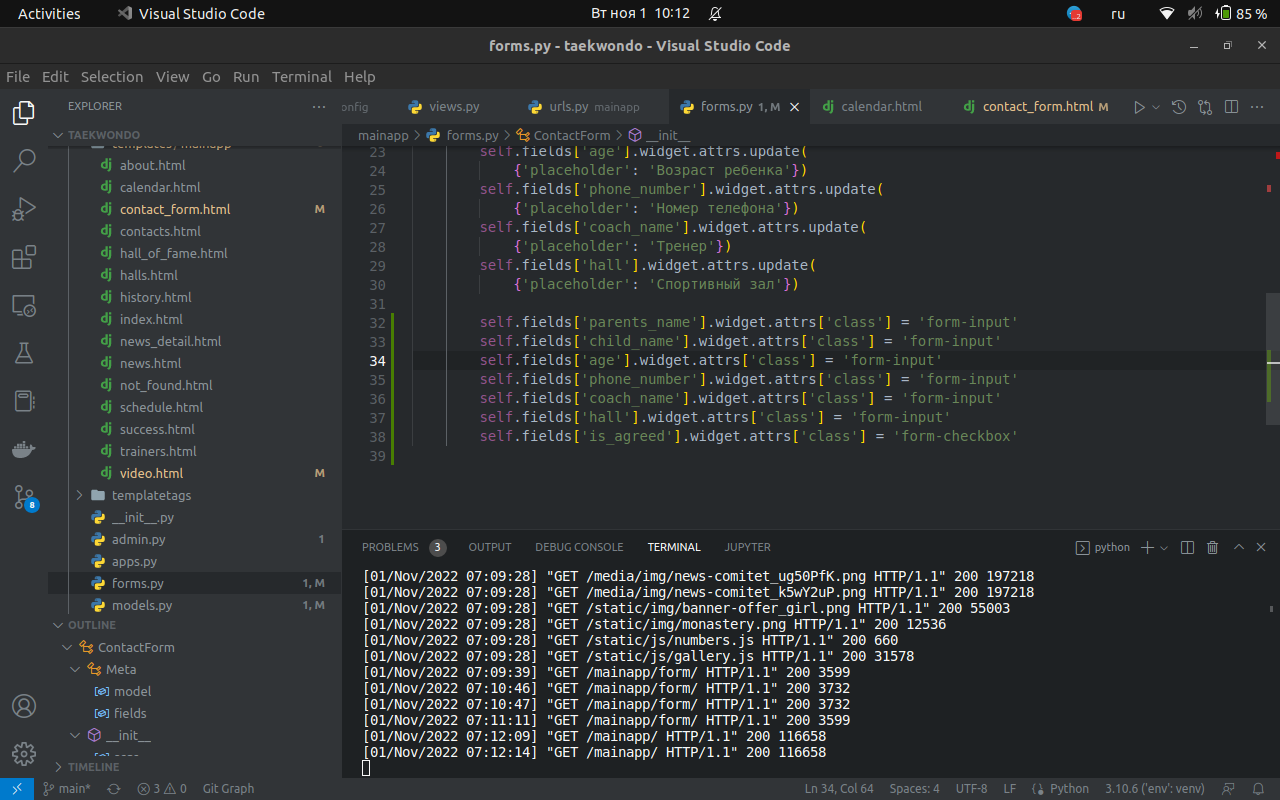 Activities
Visual Studio Code
Вт ноя 1 10:12
ru
85 %
forms.py - taekwondo - Visual Studio Code
File Edit Selection View Go Run Terminal Help
EXPLORER
onfig
views.py
urls.py mainapp
forms.py 1, M
calendar.html
contact_form.html M
TAEKWONDO
mainapp > forms.py > ContactForm > __init__
templates / mainapp
about.html
calendar.html
contact_form.html M
contacts.html
hall_of_fame.html
halls.html
history.html
index.html
news_detail.html
news.html
not_found.html
schedule.html
success.html
trainers.html
video.html M
templatetags
__init__.py
admin.py 1
apps.py
forms.py 1, M
models.py 1, M
OUTLINE
ContactForm
Meta
model
fields
__init__
TIMELINE
8
23 self.fields['age'].widget.attrs.update(
24 {'placeholder': 'Возраст ребенка'})
25 self.fields['phone_number'].widget.attrs.update(
26 {'placeholder': 'Номер телефона'})
27 self.fields['coach_name'].widget.attrs.update(
28 {'placeholder': 'Тренер'})
29 self.fields['hall'].widget.attrs.update(
30 {'placeholder': 'Спортивный зал'})
31
32 self.fields['parents_name'].widget.attrs['class'] = 'form-input'
33 self.fields['child_name'].widget.attrs['class'] = 'form-input'
34 self.fields['age'].widget.attrs['class'] = 'form-input'
35 self.fields['phone_number'].widget.attrs['class'] = 'form-input'
36 self.fields['coach_name'].widget.attrs['class'] = 'form-input'
37 self.fields['hall'].widget.attrs['class'] = 'form-input'
38 self.fields['is_agreed'].widget.attrs['class'] = 'form-checkbox'
39
PROBLEMS 3 OUTPUT DEBUG CONSOLE TERMINAL JUPYTER
python
[01/Nov/2022 07:09:28] "GET /media/img/news-comitet_ug50PfK.png HTTP/1.1" 200 197218
[01/Nov/2022 07:09:28] "GET /media/img/news-comitet_k5wY2uP.png HTTP/1.1" 200 197218
[01/Nov/2022 07:09:28] "GET /static/img/banner-offer_girl.png HTTP/1.1" 200 55003
[01/Nov/2022 07:09:28] "GET /static/img/monastery.png HTTP/1.1" 200 12536
[01/Nov/2022 07:09:28] "GET /static/js/numbers.js HTTP/1.1" 200 660
[01/Nov/2022 07:09:28] "GET /static/js/gallery.js HTTP/1.1" 200 31578
[01/Nov/2022 07:09:39] "GET /mainapp/form/ HTTP/1.1" 200 3599
[01/Nov/2022 07:10:46] "GET /mainapp/form/ HTTP/1.1" 200 3732
[01/Nov/2022 07:10:47] "GET /mainapp/form/ HTTP/1.1" 200 3732
[01/Nov/2022 07:11:11] "GET /mainapp/form/ HTTP/1.1" 200 3599
[01/Nov/2022 07:12:09] "GET /mainapp/ HTTP/1.1" 200 116658
[01/Nov/2022 07:12:14] "GET /mainapp/ HTTP/1.1" 200 116658
main* 3 0 Git Graph
Ln 34, Col 64 Spaces: 4 UTF-8 LF Python 3.10.6 ('env': venv)